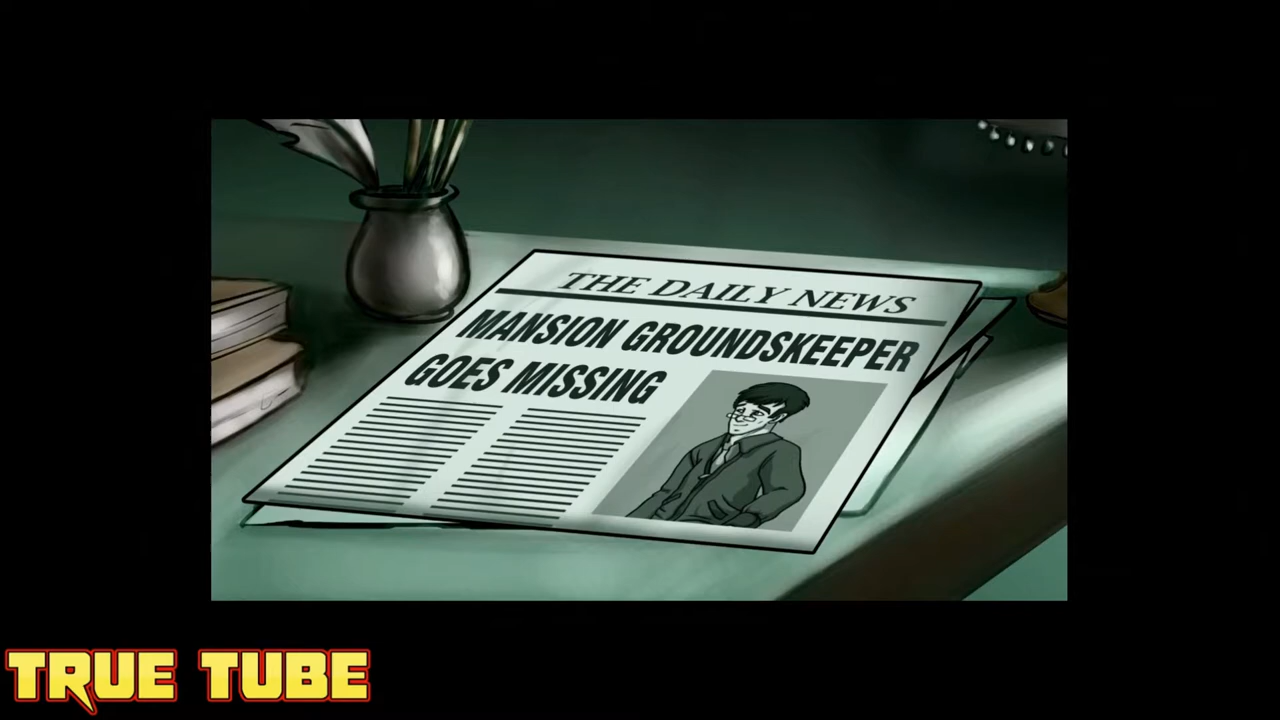 THE DAILY NEWS
MANSION GROUNDSKEEPER
GOES MISSING
TRUE TUBE